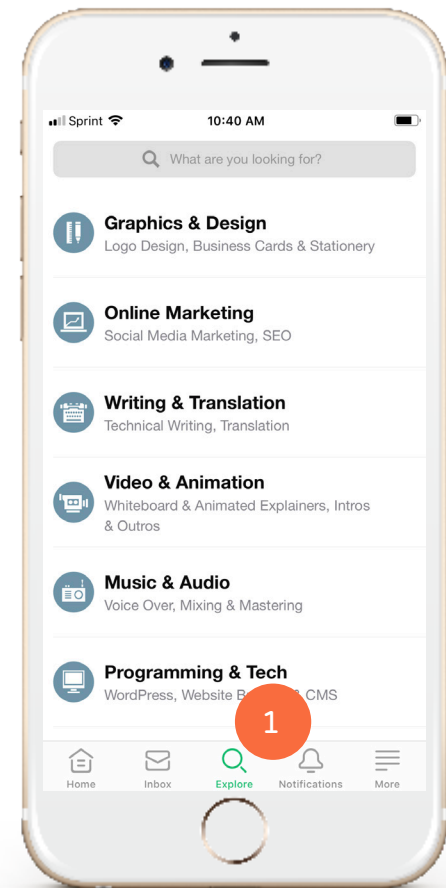 Sprint 10:40 AM
What are you looking for?
Graphics & Design
Logo Design, Business Cards & Stationery
Online Marketing
Social Media Marketing, SEO
Writing & Translation
Technical Writing, Translation
Video & Animation
Whiteboard & Animated Explainers, Intros
& Outros
Music & Audio
Voice Over, Mixing & Mastering
Programming & Tech
WordPress, Website & CMS
1
Home Inbox Explore Notifications More